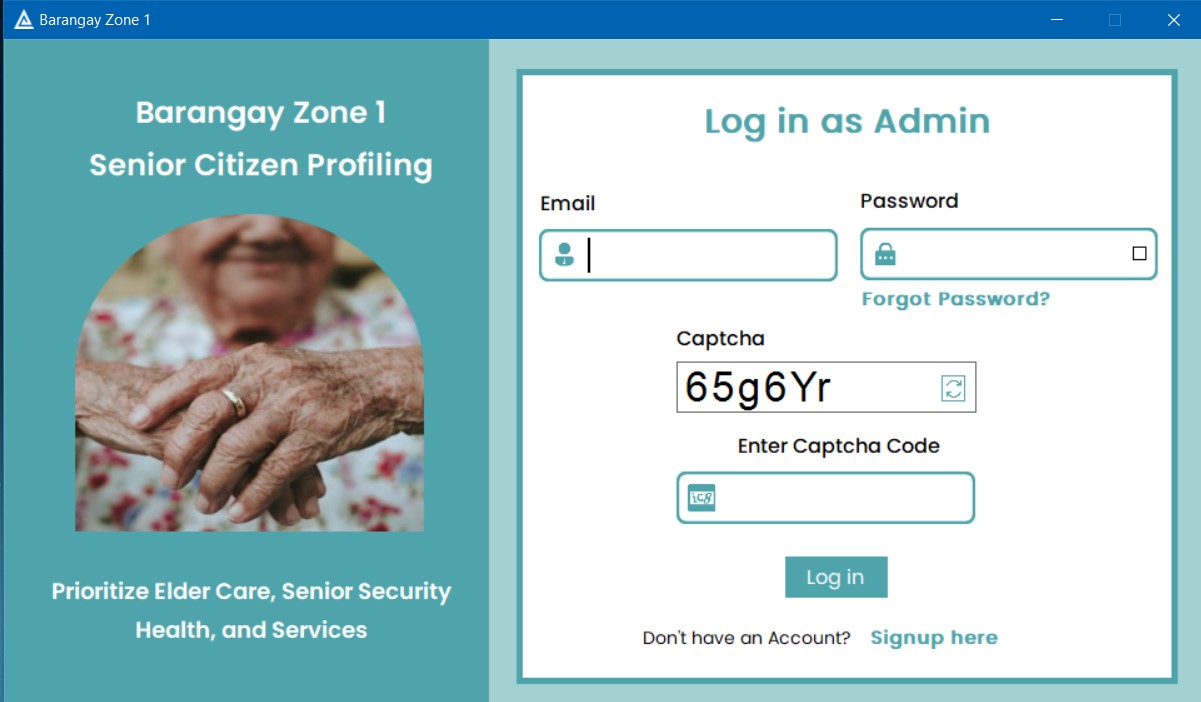 Barangay Zone 1
Barangay Zone 1
Senior Citizen Profiling
Prioritize Elder Care, Senior Security
Health, and Services
Log in as Admin
Email
Password
Forgot Password?
Captcha
65g6Yr
Enter Captcha Code
Log in
Don't have an Account? Signup here